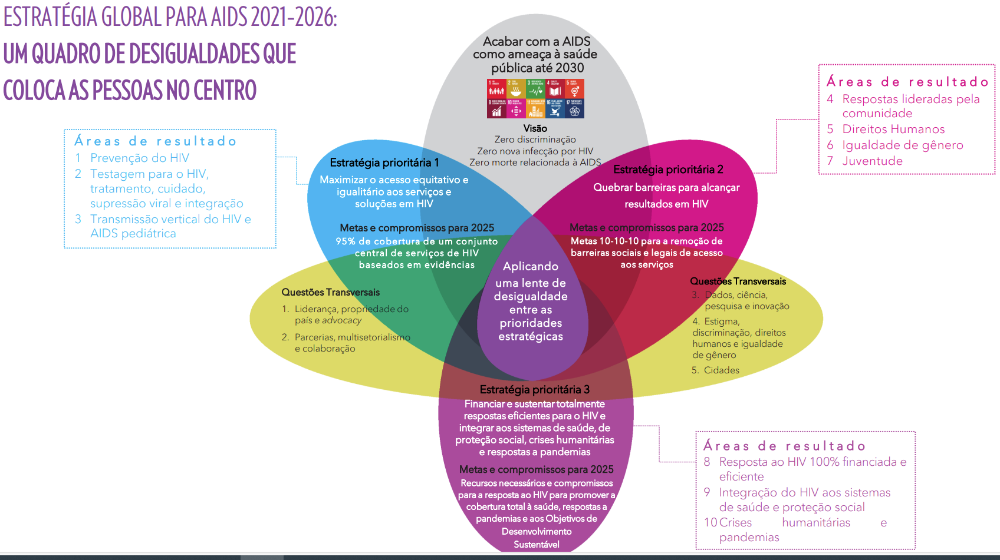 ESTRATÉGIA GLOBAL PARA AIDS 2021-2026:
UM QUADRO DE DESIGUALDADES QUE
COLOCA AS PESSOAS NO CENTRO
Acabar com a AIDS
como ameaça à saúde
pública até 2030
1
2
3
4
5
8
10
11
16
17
Visão
Zero discriminação
Zero nova infecção por HIV
Zero morte relacionada à AIDS
Áreas de resultado
1 Prevenção do HIV
2 Testagem para o HIV,
tratamento, cuidado,
supressão viral e integração
3 Transmissão vertical do HIV e
AIDS pediátrica
Estratégia prioritária 1
Maximizar o acesso equitativo e
igualitário aos serviços e
soluções em HIV
Metas e compromissos para 2025
95% de cobertura de um conjunto
central de serviços de HIV
baseados em evidências
Áreas de resultado
4 Respostas lideradas pela
comunidade
5 Direitos Humanos
6 Igualdade de gênero
7 Juventude
Estratégia prioritária 2
Quebrar barreiras para alcançar
resultados em HIV
Metas e compromissos para 2025
Metas 10-10-10 para a remoção de
barreiras sociais e legais de acesso
aos serviços
Aplicando
uma lente de
desigualdade
entre as
prioridades
estratégicas
Questões Transversais
1. Liderança, propriedade do
país e advocacy
2. Parcerias, multisetorialismo
e colaboração
Questões Transversais
3. Dados, ciência,
pesquisa e inovação
4. Estigma,
discriminação, direitos
humanos e igualdade
de gênero
5. Cidades
Estratégia prioritária 3
Financiar e sustentar totalmente
respostas eficientes para o HIV e
integrar aos sistemas de saúde, de
proteção social, crises humanitárias
e respostas a pandemias
Metas e compromissos para 2025
Recursos necessários e compromissos
para a resposta ao HIV para promover a
cobertura total à saúde, respostas a
pandemias e aos Objetivos de
Desenvolvimento
Sustentável
Áreas de resultado
8 Resposta ao HIV 100% financiada e
eficiente
9 Integração do HIV aos sistemas
de saúde e proteção social
10 Crises humanitárias e
pandemias